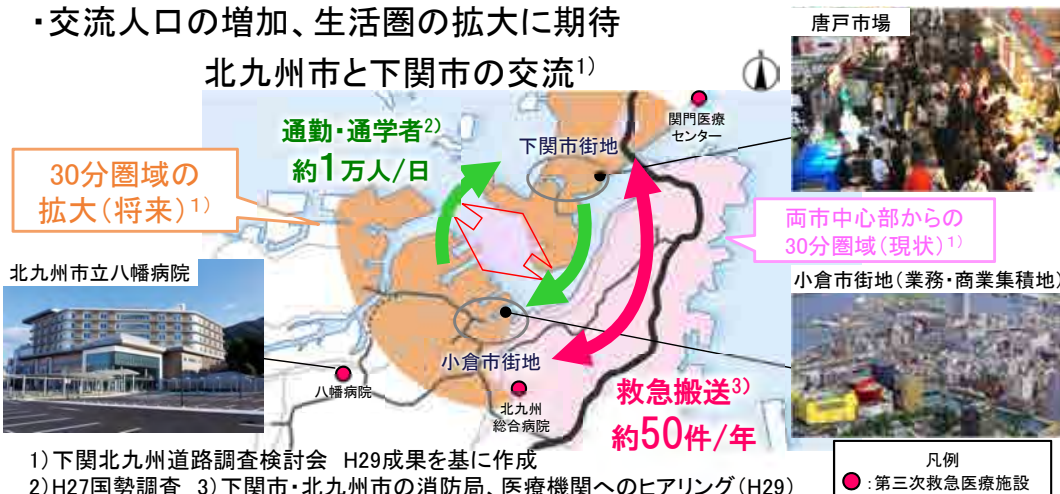 ・交流人口の増加、生活圏の拡大に期待
北九州市と下関市の交流1)
唐戸市場
関門医療
センター
通勤・通学者2)
約1万人/日
下関市街地
30分圏域の
拡大(将来)1)
両市中心部からの
30分圏域(現状)1)
北九州市立八幡病院
小倉市街地(業務・商業集積地)
小倉市街地
八幡病院
北九州
総合病院
救急搬送3)
約50件/年
1)下関北九州道路調査検討会 H29成果を基に作成
2)H27国勢調査 3)下関市・北九州市の消防局、医療機関へのヒアリング(H29)
凡例
:第三次救急医療施設